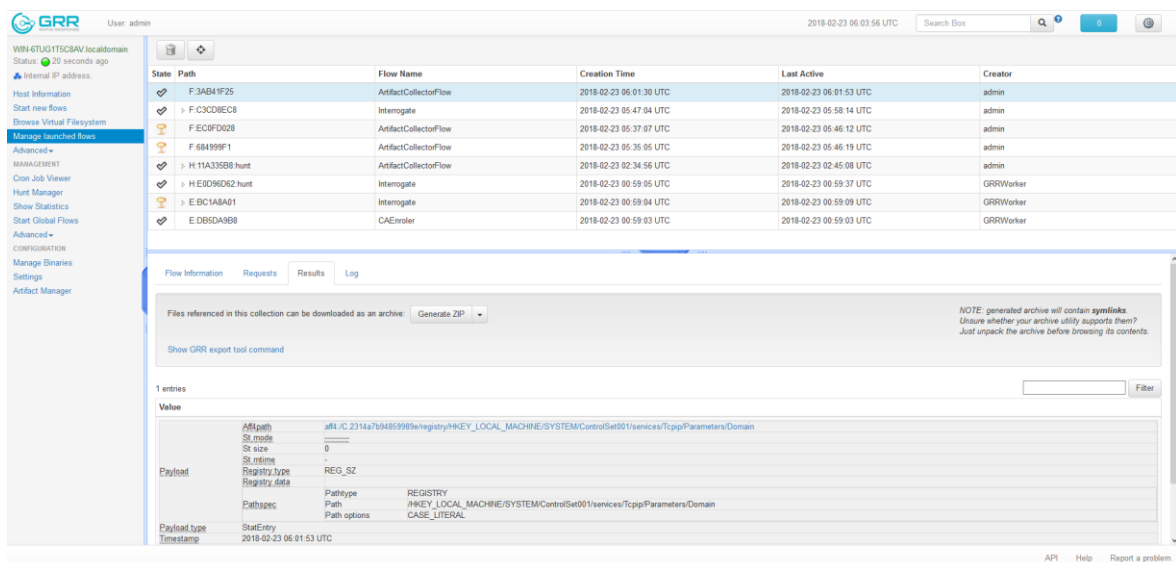 GRR
User: admin
2018-02-23 06:03:56 UTC
Search Box
0
WIN-6TUG1T5C8AV.localdomain
Status: 20 seconds ago
Internal IP address.
Host Information
Start new flows
Browse Virtual Filesystem
Manage launched flows
Advanced
MANAGEMENT
Cron Job Viewer
Hunt Manager
Show Statistics
Start Global Flows
Advanced
CONFIGURATION
Manage Binaries
Settings
Artifact Manager
State Path Flow Name Creation Time Last Active Creator
F:3AB41F25 ArtifactCollectorFlow 2018-02-23 06:01:30 UTC 2018-02-23 06:01:53 UTC admin
F:C3CD8EC8 Interrogate 2018-02-23 05:47:04 UTC 2018-02-23 05:58:14 UTC admin
F:EC0FD028 ArtifactCollectorFlow 2018-02-23 05:37:07 UTC 2018-02-23 05:46:12 UTC admin
F:684999F1 ArtifactCollectorFlow 2018-02-23 05:35:05 UTC 2018-02-23 05:46:19 UTC admin
H:11A335B8:hunt ArtifactCollectorFlow 2018-02-23 02:34:56 UTC 2018-02-23 02:45:08 UTC admin
H:E0D96D62:hunt Interrogate 2018-02-23 00:59:05 UTC 2018-02-23 00:59:37 UTC GRRWorker
E:BC1A8A01 Interrogate 2018-02-23 00:59:04 UTC 2018-02-23 00:59:09 UTC GRRWorker
E:DB5DA9B8 CAEnroler 2018-02-23 00:59:03 UTC 2018-02-23 00:59:03 UTC GRRWorker
Flow Information Requests Results Log
Files referenced in this collection can be downloaded as an archive: Generate ZIP
NOTE: generated archive will contain symlinks.
Unsure whether your archive utility supports them?
Just unpack the archive before browsing its contents.
Show GRR export tool command
1 entries
Filter
Value
Payload
Aff4path aff4:/C.2314a7b94859989e/registry/HKEY_LOCAL_MACHINE/SYSTEM/ControlSet001/services/Tcpip/Parameters/Domain
St mode ----------
St size 0
St mtime -
Registry type REG_SZ
Registry data
Pathspec
Pathtype REGISTRY
Path /HKEY_LOCAL_MACHINE/SYSTEM/ControlSet001/services/Tcpip/Parameters/Domain
Path options CASE_LITERAL
Payload type StatEntry
Timestamp 2018-02-23 06:01:53 UTC
API Help Report a problem